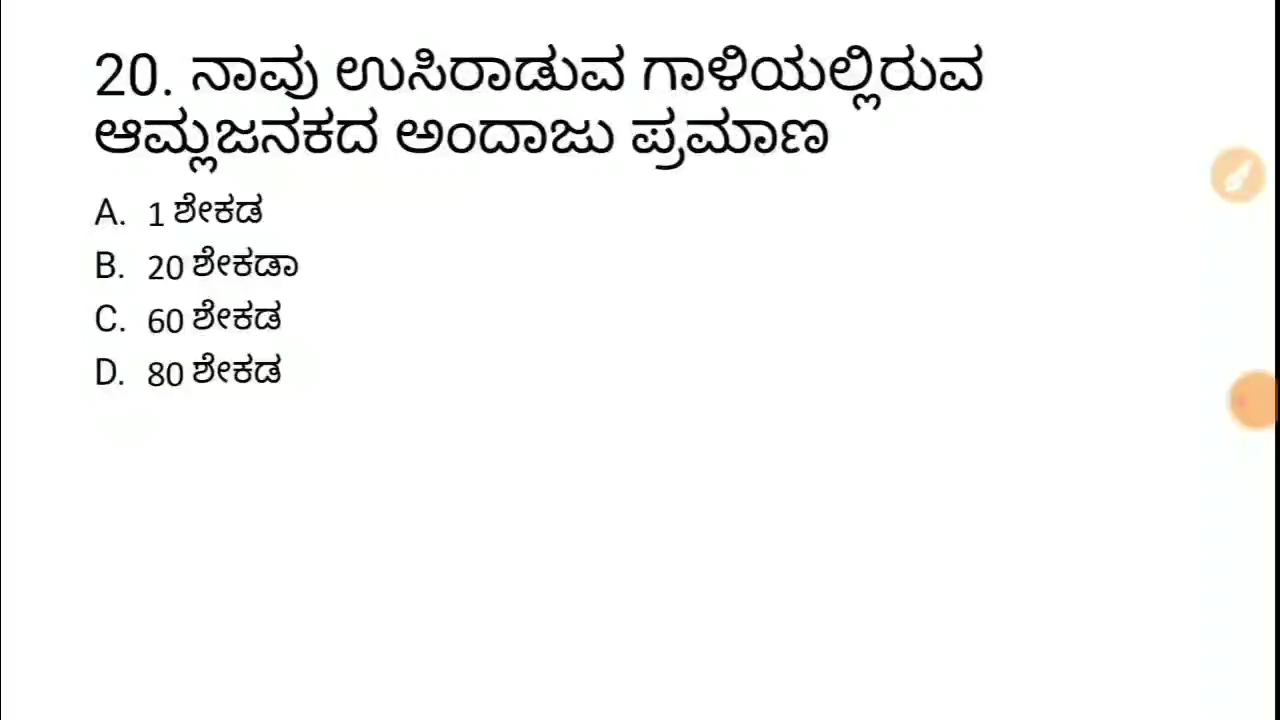 20. ನಾವು ಉಸಿರಾಡುವ ಗಾಳಿಯಲ್ಲಿರುವ
ಆಮ್ಲಜನಕದ ಅಂದಾಜು ಪ್ರಮಾಣ
A. 1 ಶೇಕಡ
B. 20 ಶೇಕಡಾ
C. 60 ಶೇಕಡ
D. 80 ಶೇಕಡ